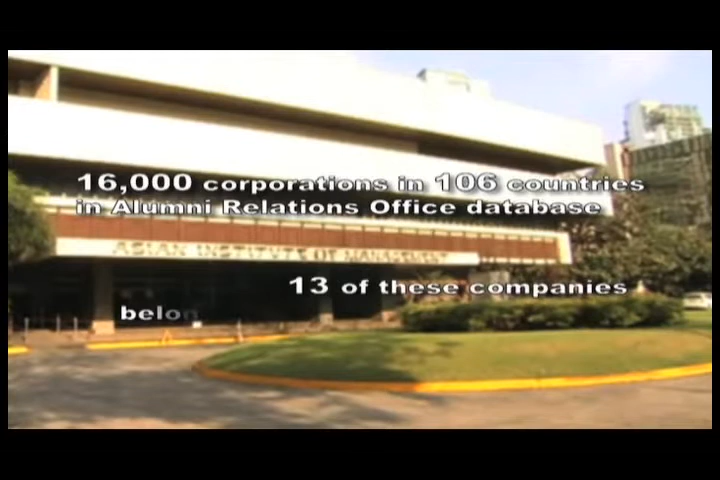 16,000 corporations in 106 countries
in Alumni Relations Office database
ASIAN INSTITUTE OF MANAGEMENT
13 of these companies
belon